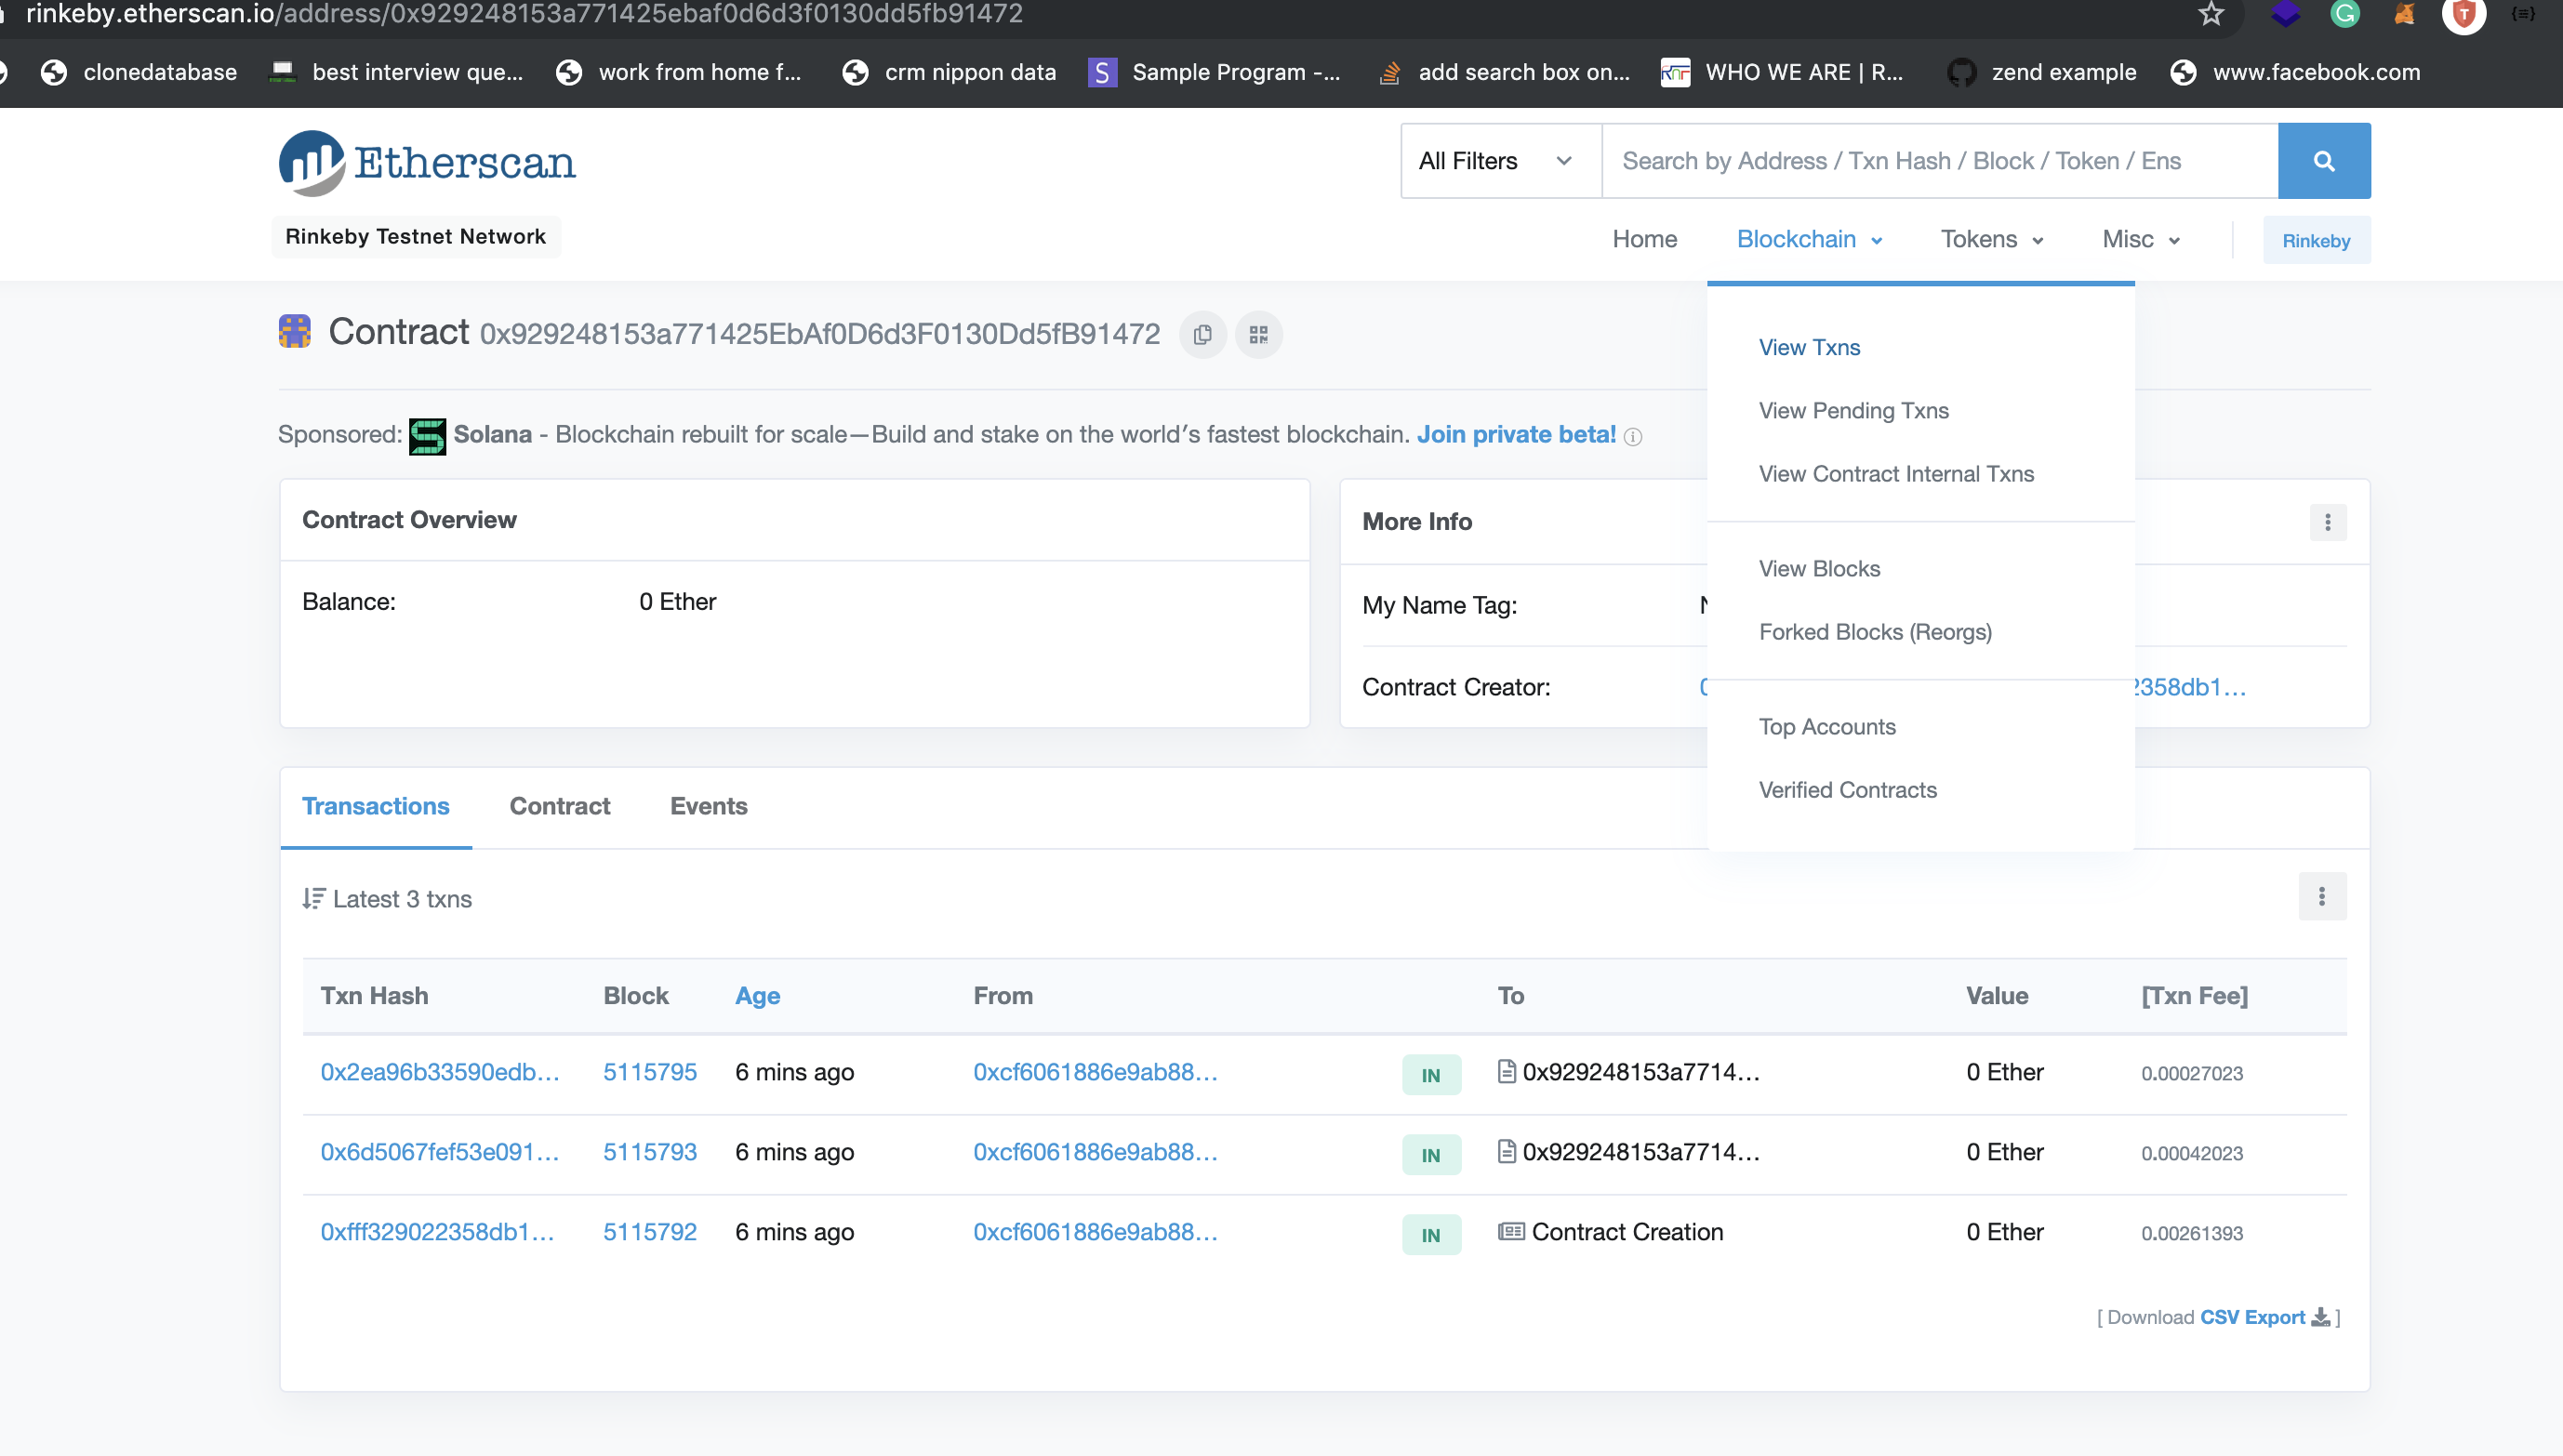 rinkeby.etherscan.io/address/0x929248153a771425ebaf0d6d3f0130dd5fb91472
clonedatabase best interview que... work from home f... crm nippon data Sample Program -... add search box on... WHO WE ARE | R... zend example www.facebook.com
Etherscan
All Filters Search by Address / Txn Hash / Block / Token / Ens
Rinkeby Testnet Network
Home Blockchain Tokens Misc Rinkeby
Contract 0x929248153a771425EbAf0D6d3F0130Dd5fB91472
View Txns
View Pending Txns
View Contract Internal Txns
View Blocks
Forked Blocks (Reorgs)
Top Accounts
Verified Contracts
Sponsored: Solana - Blockchain rebuilt for scale—Build and stake on the world's fastest blockchain. Join private beta!
Contract Overview
Balance: 0 Ether
More Info
My Name Tag:
Contract Creator: 2358db1...
Transactions Contract Events
Latest 3 txns
Txn Hash Block Age From To Value [Txn Fee]
0x2ea96b33590edb... 5115795 6 mins ago 0xcf6061886e9ab88... IN 0x929248153a7714... 0 Ether 0.00027023
0x6d5067fef53e091... 5115793 6 mins ago 0xcf6061886e9ab88... IN 0x929248153a7714... 0 Ether 0.00042023
0xfff329022358db1... 5115792 6 mins ago 0xcf6061886e9ab88... IN Contract Creation 0 Ether 0.00261393
[ Download CSV Export ]